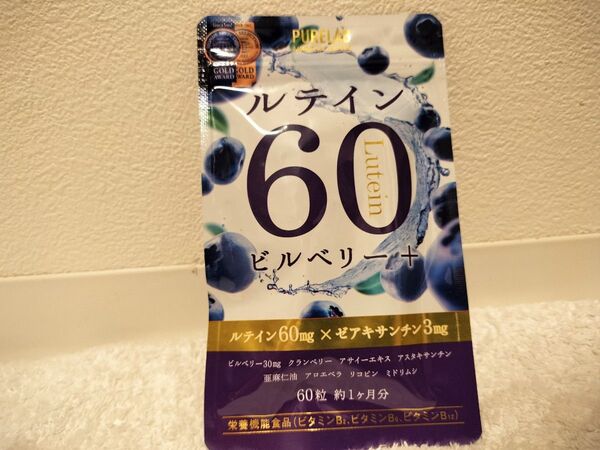 PURELAB
GOLD
AWARD
GOLD
AWARD
ルテイン
60
Lutein
ビルベリー＋
ルテイン60mg×ゼアキサンチン3mg
ビルベリー30mg クランベリー アサイーエキス アスタキサンチン
亜麻仁油 アロエベラ リコピン ミドリムシ
60粒 約1ヶ月分
栄養機能食品(ビタミンB2、ビタミンB6、ビタミンB12)